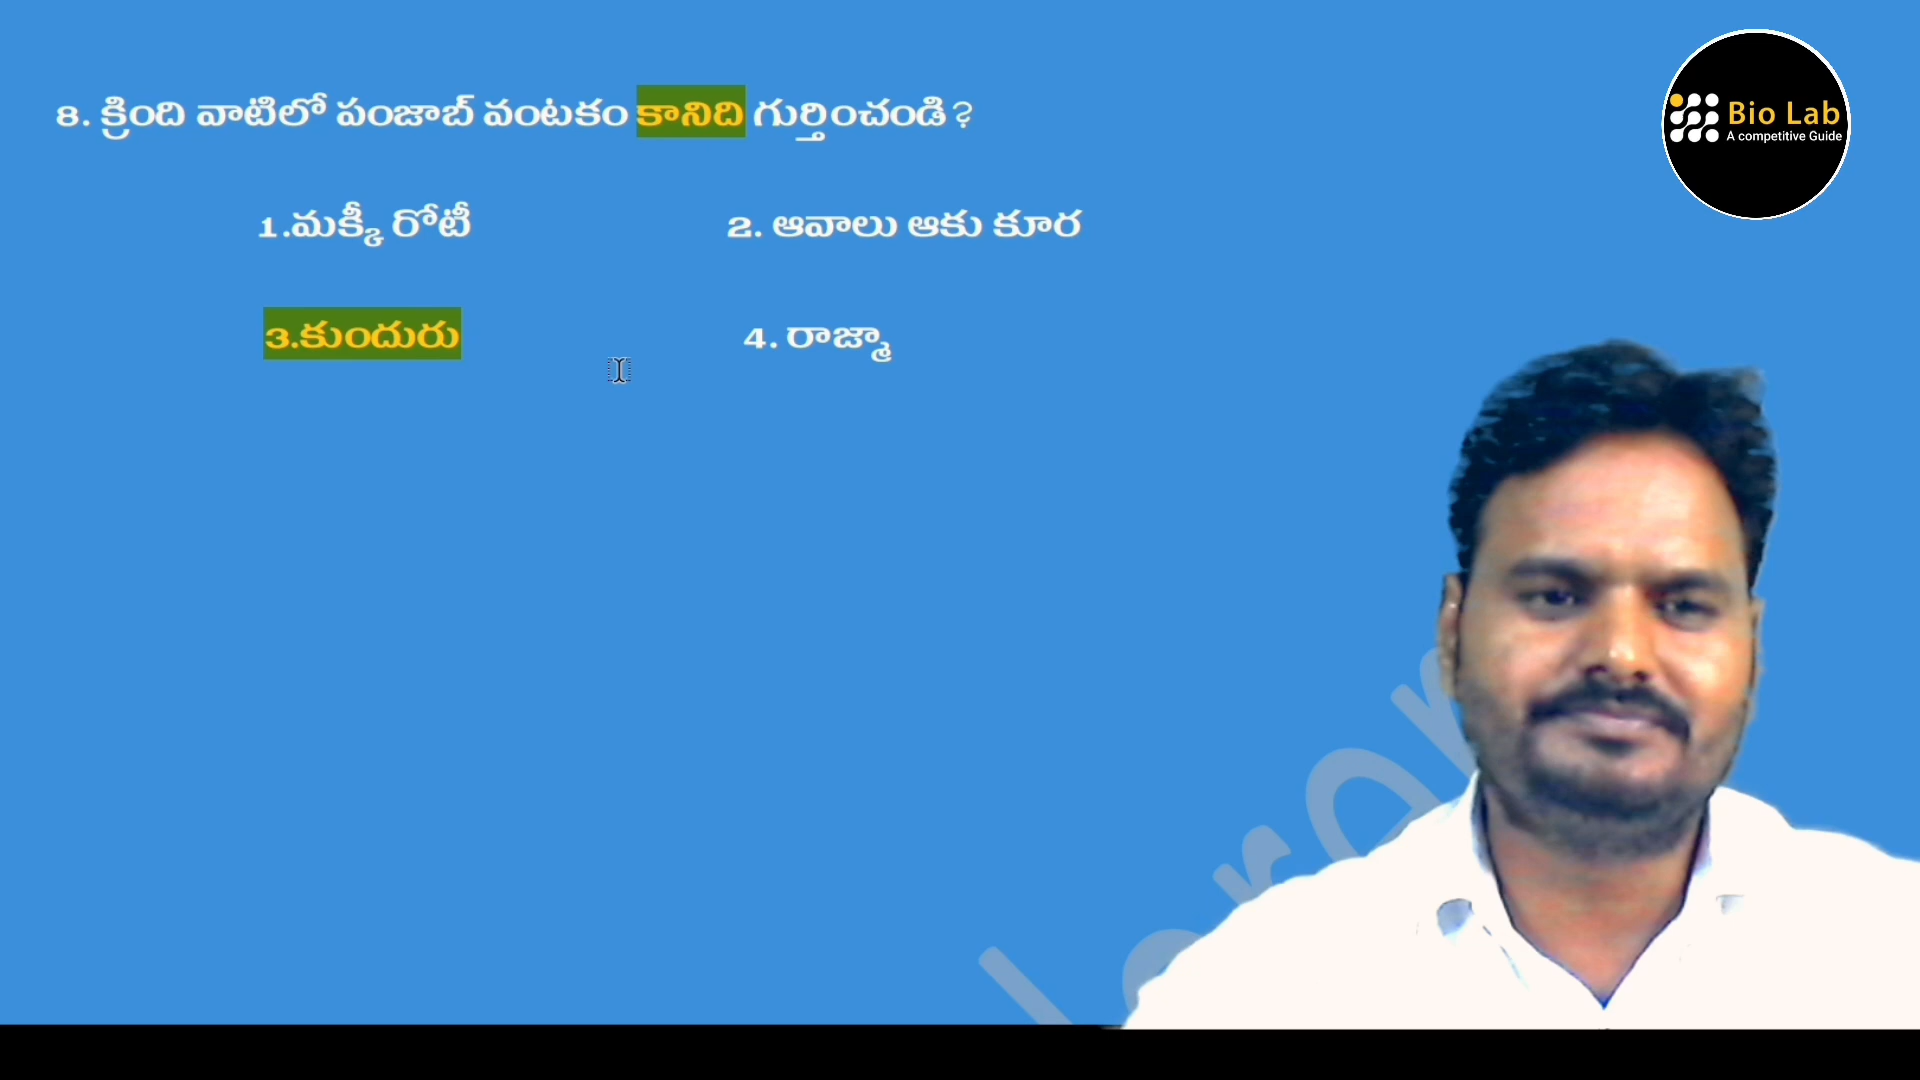 8. క్రింది వాటిలో పంజాబ్ వంటకం కానిది గుర్తించండి?
1.మక్కీ రోటీ
2. ఆవాలు ఆకు కూర
3.కుందురు
4. రాజ్మా
Bio Lab
A competitive Guide